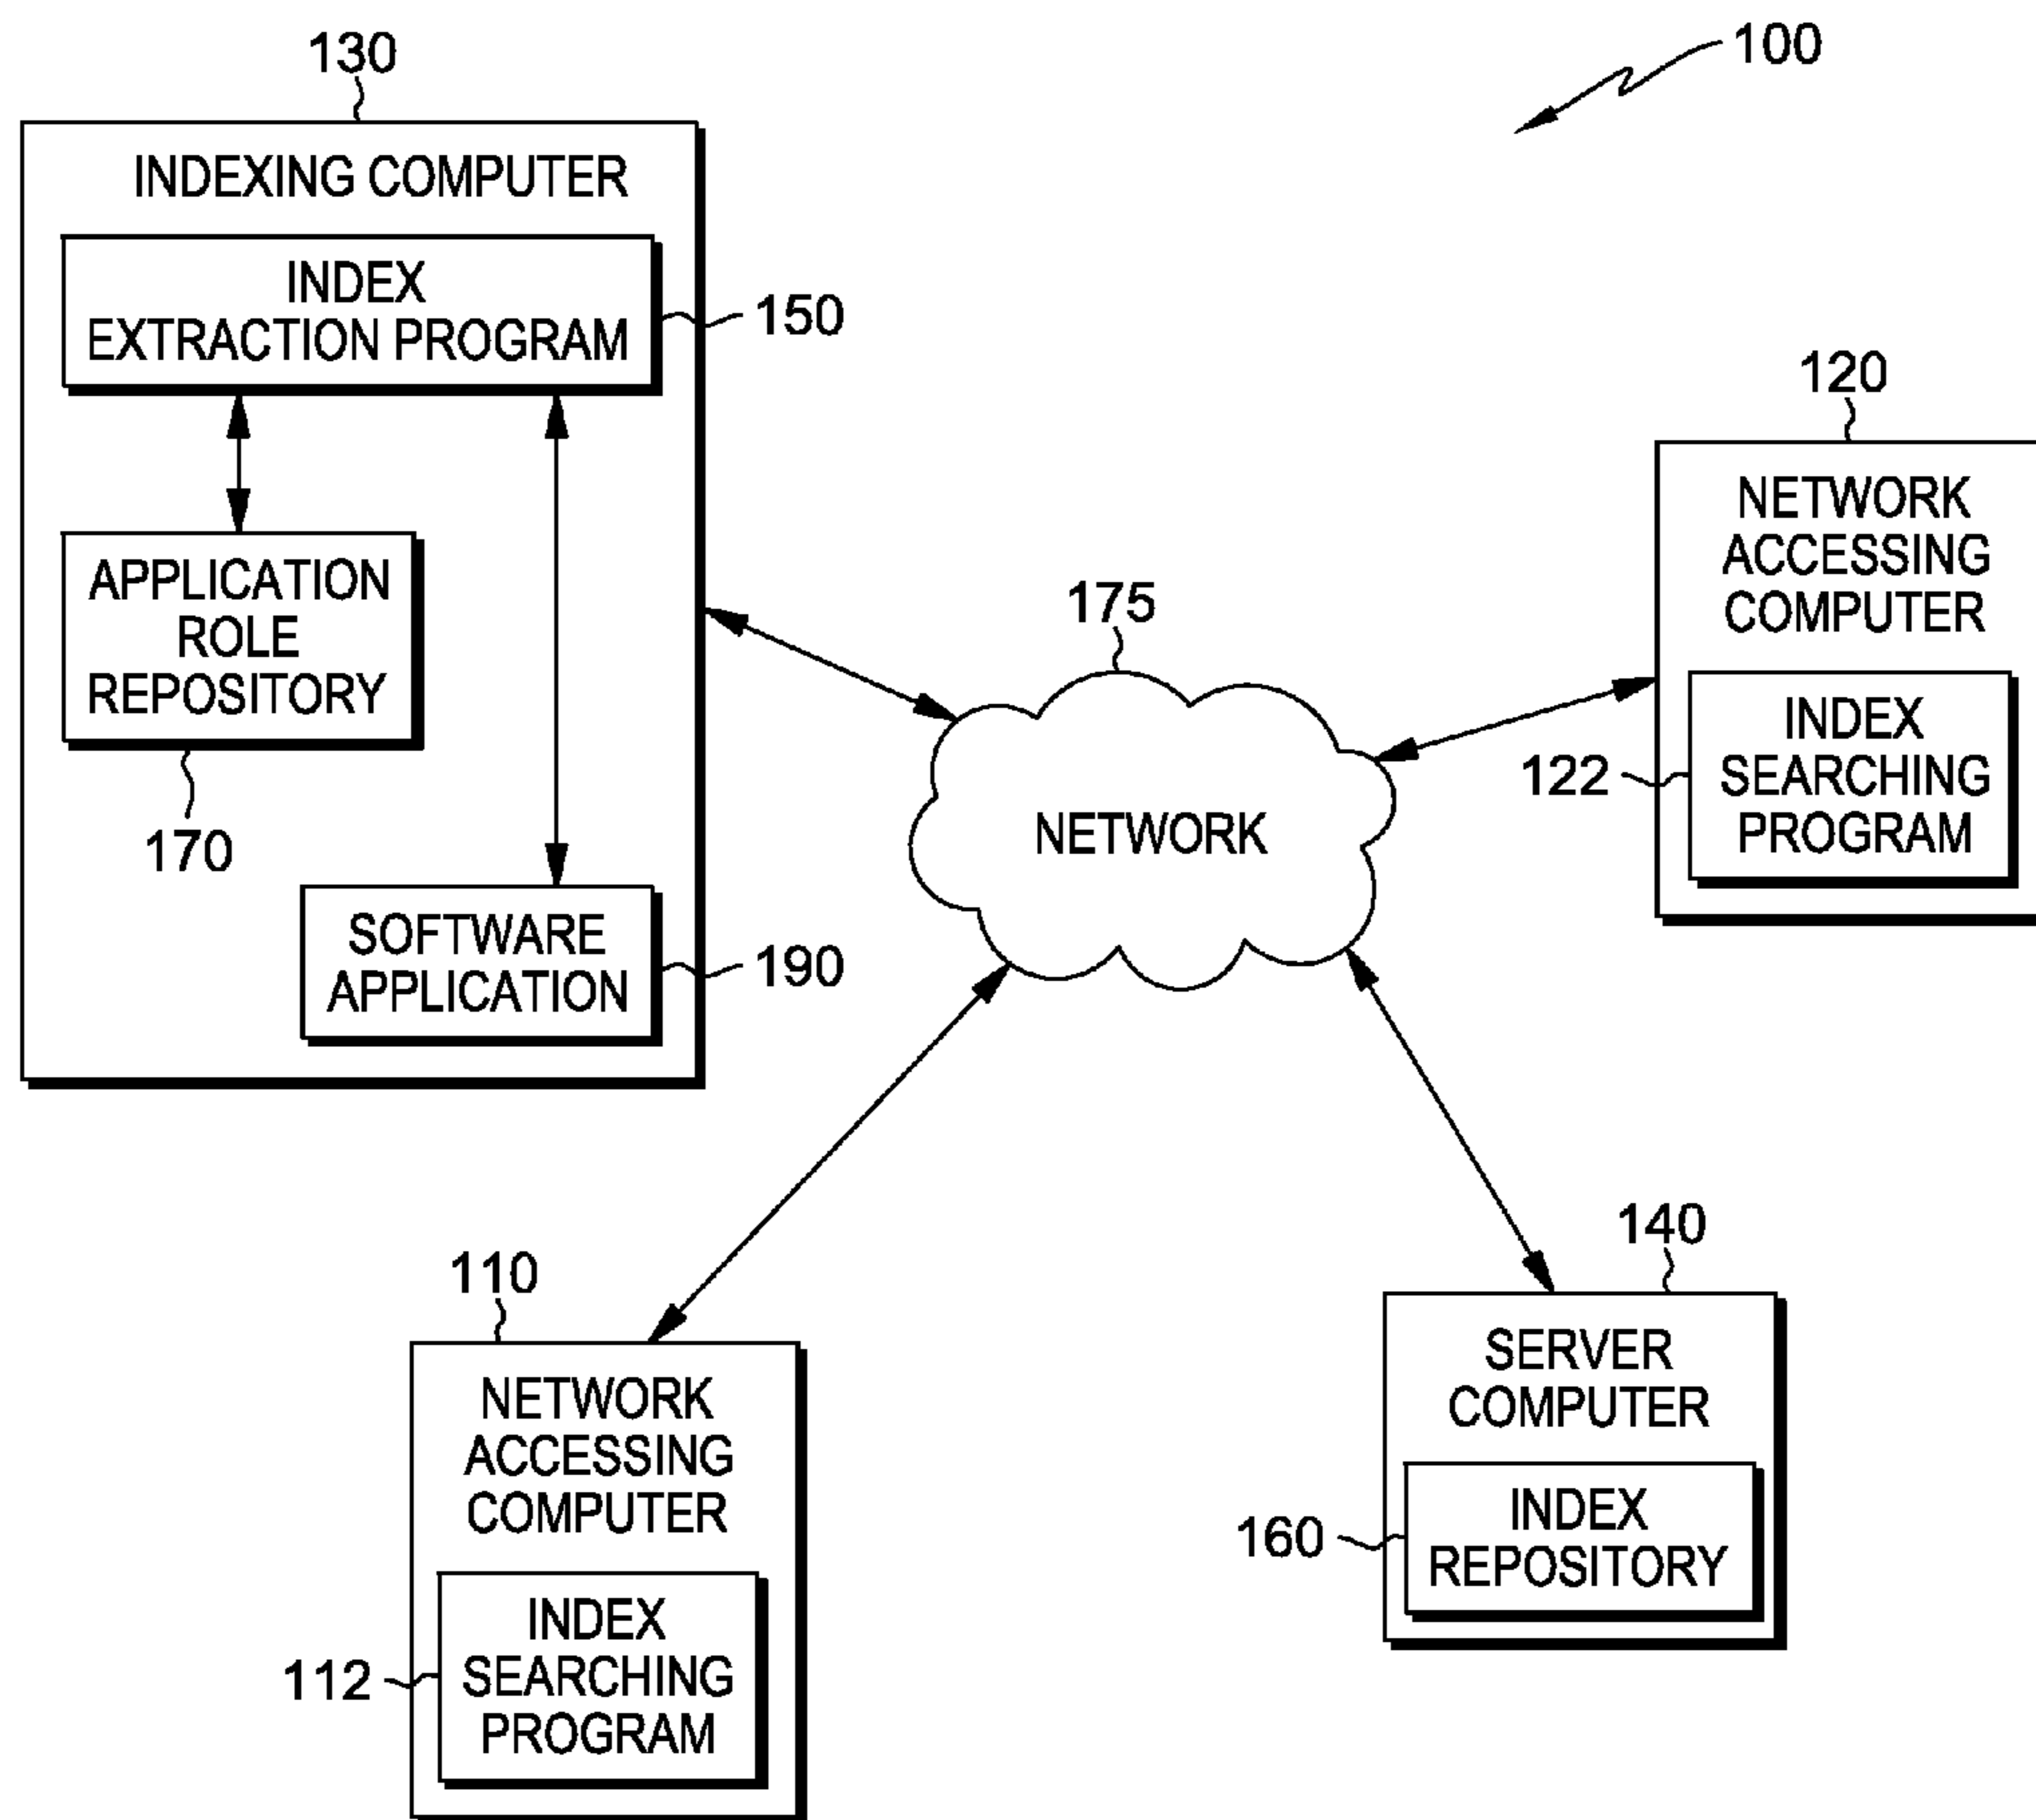 130
100
INDEXING COMPUTER
INDEX
EXTRACTION PROGRAM
150
APPLICATION
ROLE
REPOSITORY
170
SOFTWARE
APPLICATION
190
175
NETWORK
120
NETWORK
ACCESSING
COMPUTER
INDEX
SEARCHING
PROGRAM
122
110
NETWORK
ACCESSING
COMPUTER
INDEX
SEARCHING
PROGRAM
112
140
SERVER
COMPUTER
INDEX
REPOSITORY
160